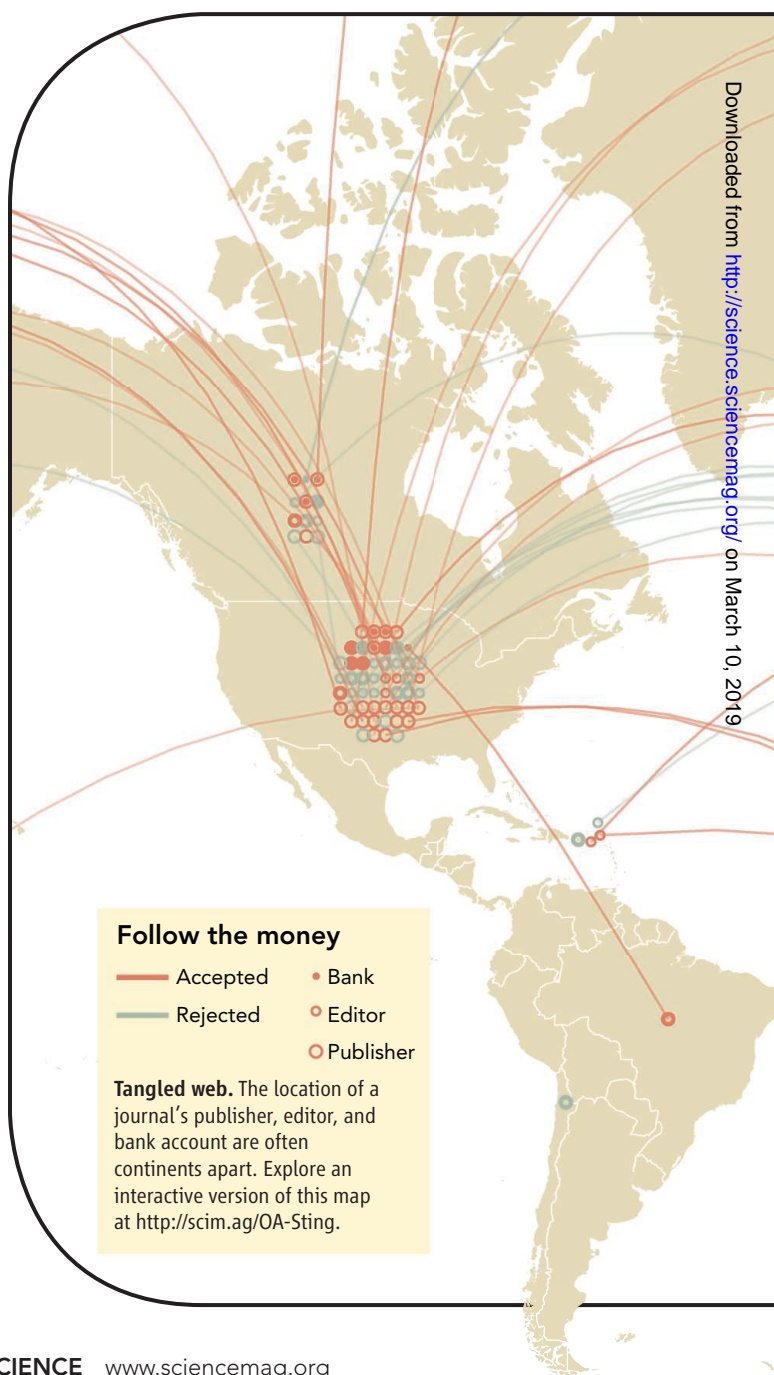 Downloaded from http://science.sciencemag.org/ on March 10, 2019
Follow the money
Accepted
Bank
Rejected
Editor
Publisher
Tangled web. The location of a
journal's publisher, editor, and
bank account are often
continents apart. Explore an
interactive version of this map
at http://scim.ag/OA-Sting.
CIENCE www.sciencemag.org